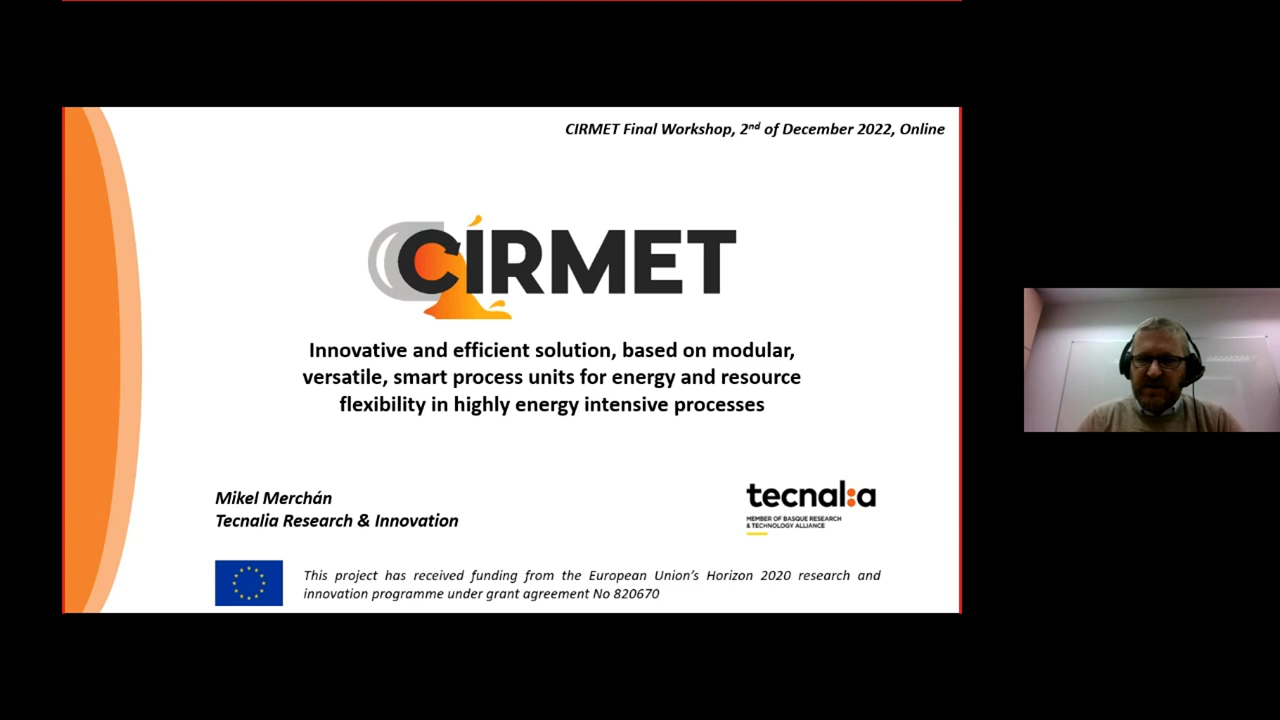 CIRMET Final Workshop, 2nd of December 2022, Online
CÍRMET
Innovative and efficient solution, based on modular,
versatile, smart process units for energy and resource
flexibility in highly energy intensive processes
Mikel Merchán
Tecnalia Research & Innovation
tecnal:a
MEMBER OF BASQUE RESEARCH
& TECHNOLOGY ALLIANCE
This project has received funding from the European Union's Horizon 2020 research and
innovation programme under grant agreement No 820670